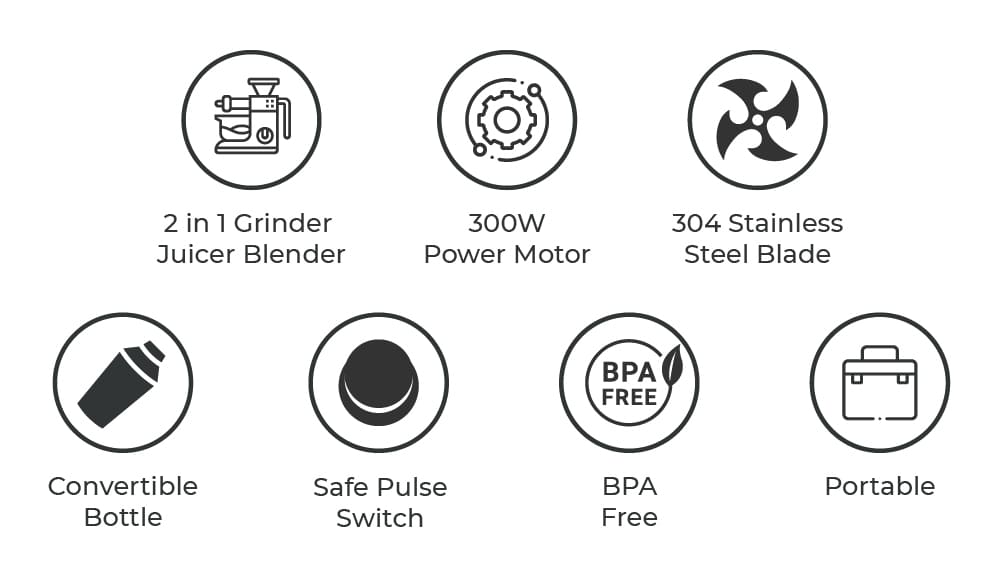 2 in 1 Grinder
Juicer Blender
300W
Power Motor
304 Stainless
Steel Blade
BPA
FREE
Convertible
Bottle
Safe Pulse
Switch
BPA
Free
Portable